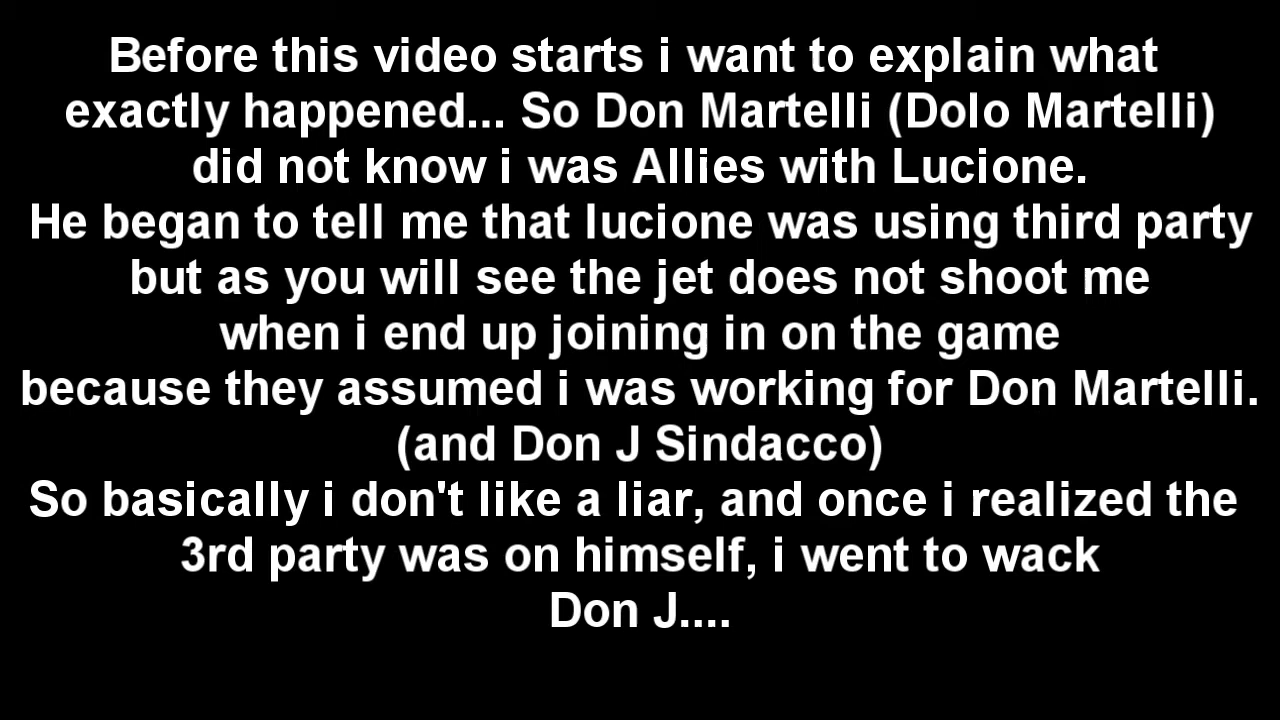 Before this video starts i want to explain what
exactly happened... So Don Martelli (Dolo Martelli)
did not know i was Allies with Lucione.
He began to tell me that lucione was using third party
but as you will see the jet does not shoot me
when i end up joining in on the game
because they assumed i was working for Don Martelli.
(and Don J Sindacco)
So basically i don't like a liar, and once i realized the
3rd party was on himself, i went to wack
Don J....